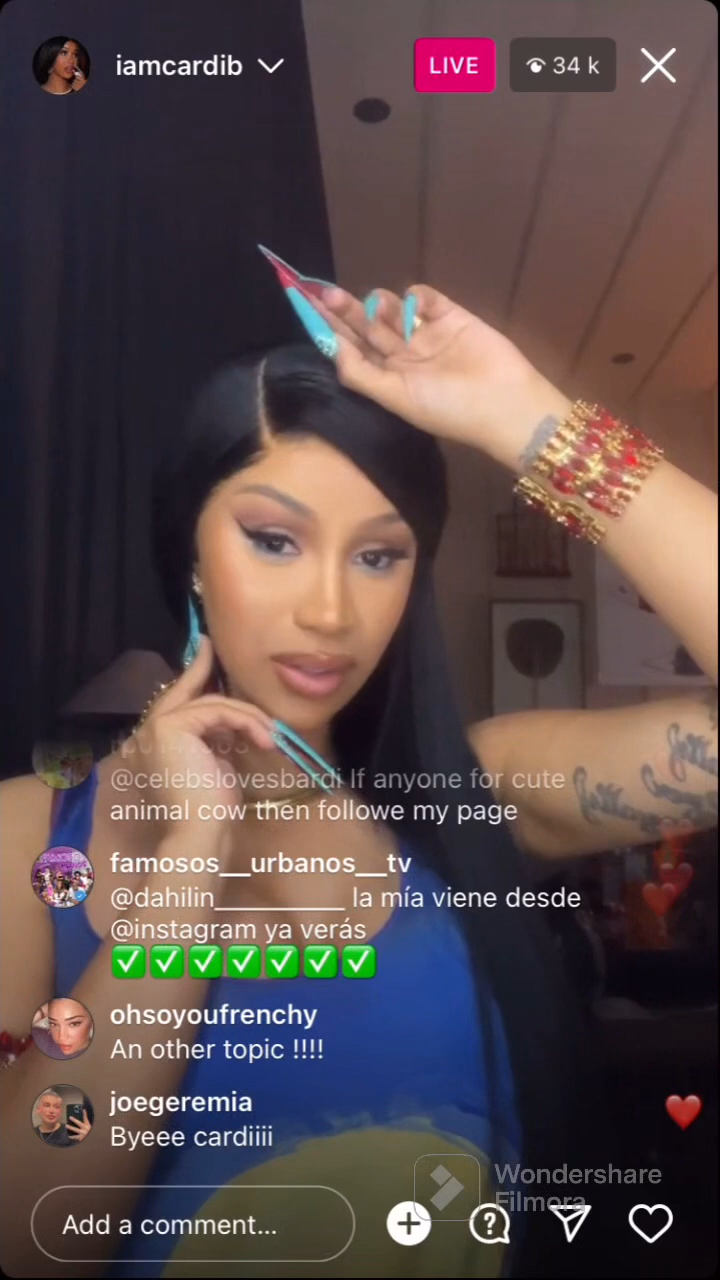 iamcardib
LIVE
34 k
@celebslovesbardi If anyone for cute
animal cow then followe my page
famosos__urbanos__tv
@dahilin__________ la mía viene desde
@instagram ya verás
ohsoyoufrenchy
An other topic !!!!
joegeremia
Byeee cardiiii
Wondershare
Filmora
Add a comment...